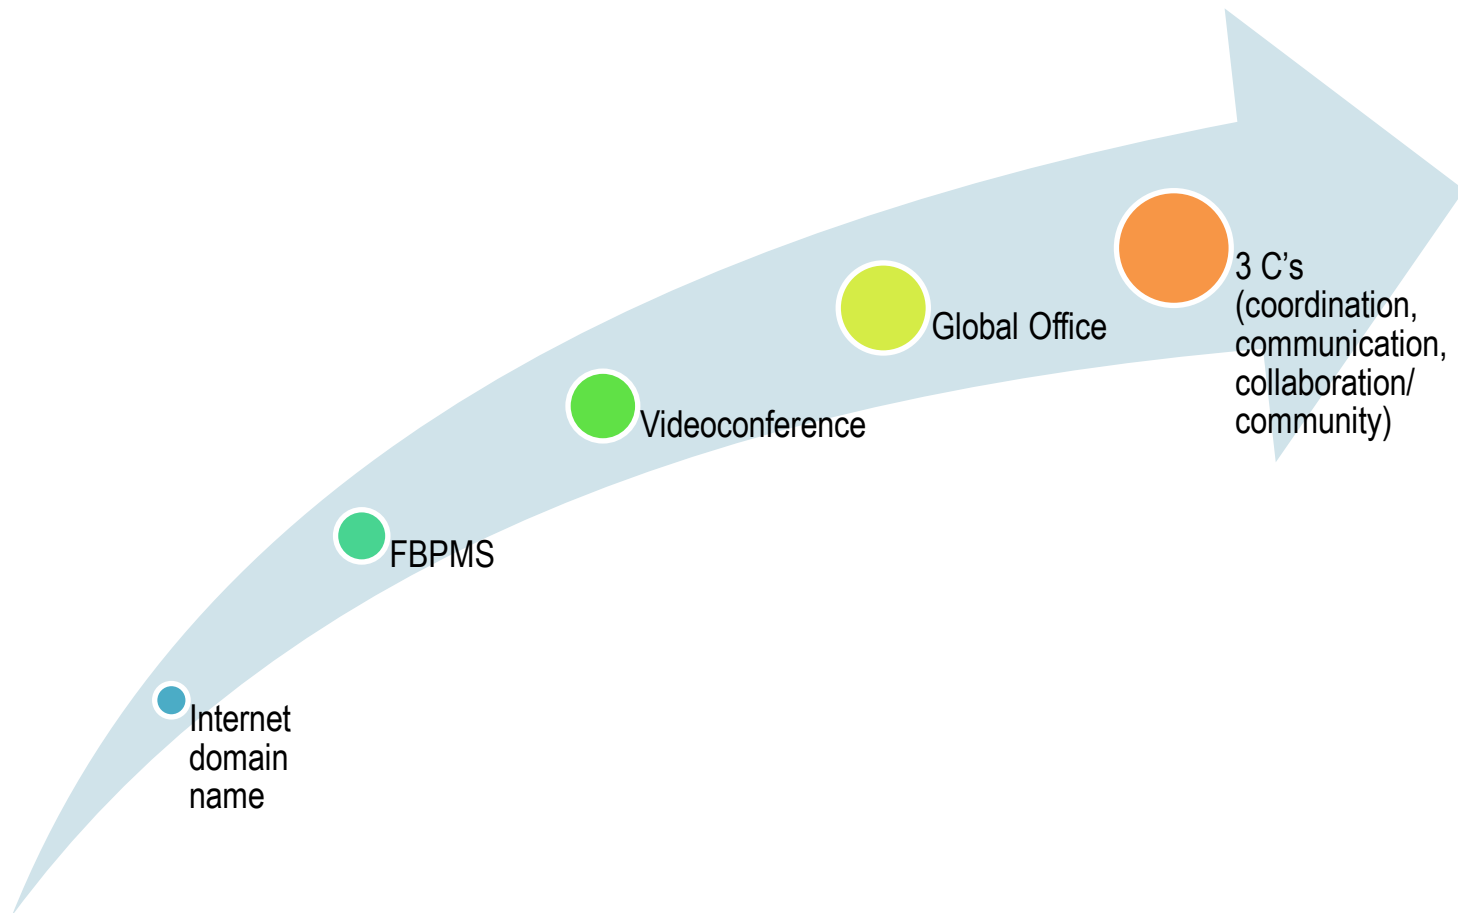 Internet
domain
name
FBPMS
Videoconference
Global Office
3 C’s
(coordination,
communication,
collaboration/
community)